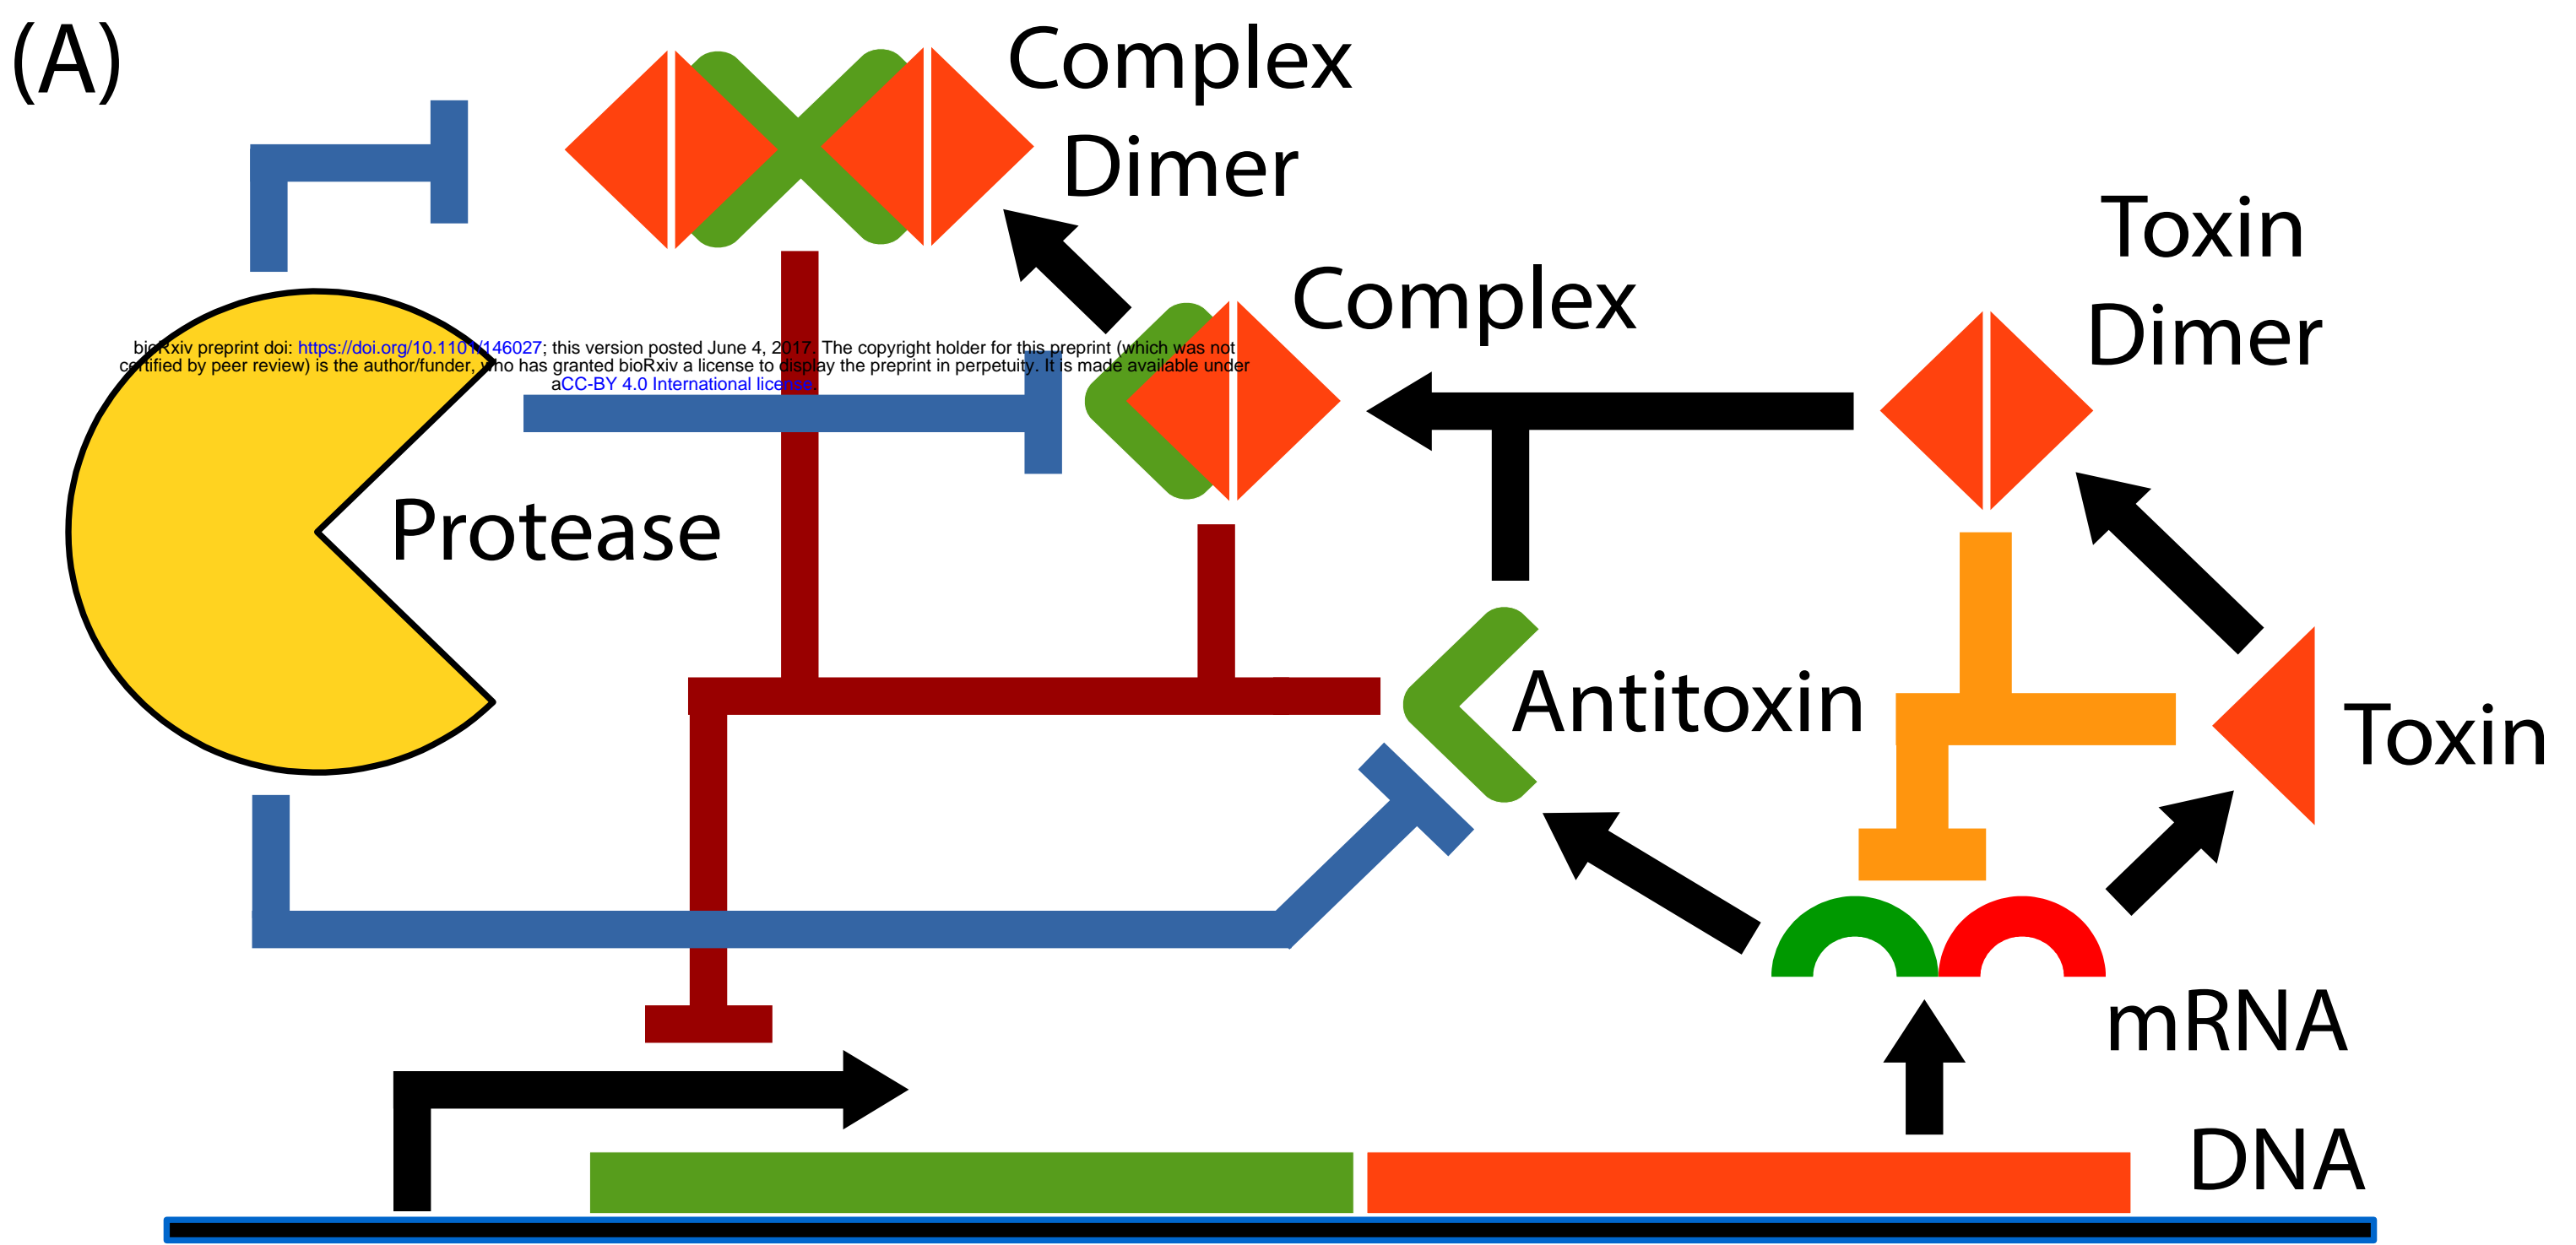 (A)
Complex
Dimer
Toxin
Dimer
Complex
bioRxiv preprint doi: https://doi.org/10.1101/146027; this version posted June 4, 2017. The copyright holder for this preprint (which was not
certified by peer review) is the author/funder, who has granted bioRxiv a license to display the preprint in perpetuity. It is made available under
aCC-BY 4.0 International license.
Protease
Antitoxin
Toxin
mRNA
DNA